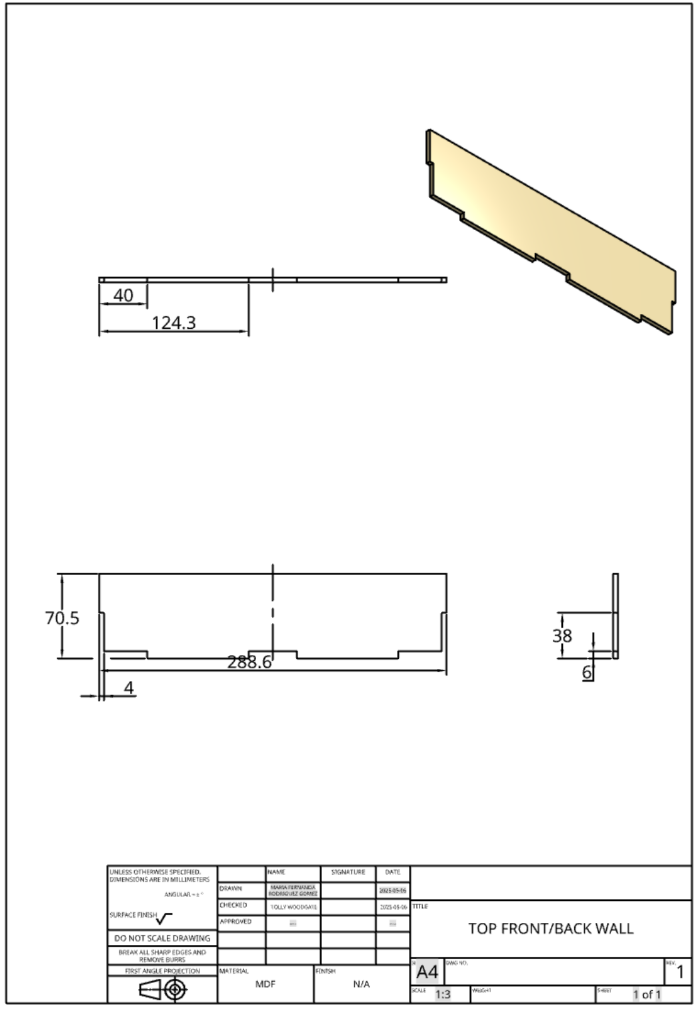 40
124.3
70.5
288.6
4
38
6
UNLESS OTHERWISE SPECIFIED,
DIMENSIONS ARE IN MILLIMETERS
ANGULAR = ± °
SURFACE FINISH
DO NOT SCALE DRAWING
BREAK ALL SHARP EDGES AND
REMOVE BURRS
FIRST ANGLE PROJECTION
NAME SIGNATURE DATE
DRAWN MARIA FERNANDA RODRIGUEZ GOMEZ 2025-05-06
CHECKED TOLLY WOODGATE 2025-05-06
APPROVED
MATERIAL
MDF
FINISH
N/A
TITLE
TOP FRONT/BACK WALL
A4
DWG NO.
REV.
1
SCALE 1:3
WEIGHT
SHEET 1 of 1